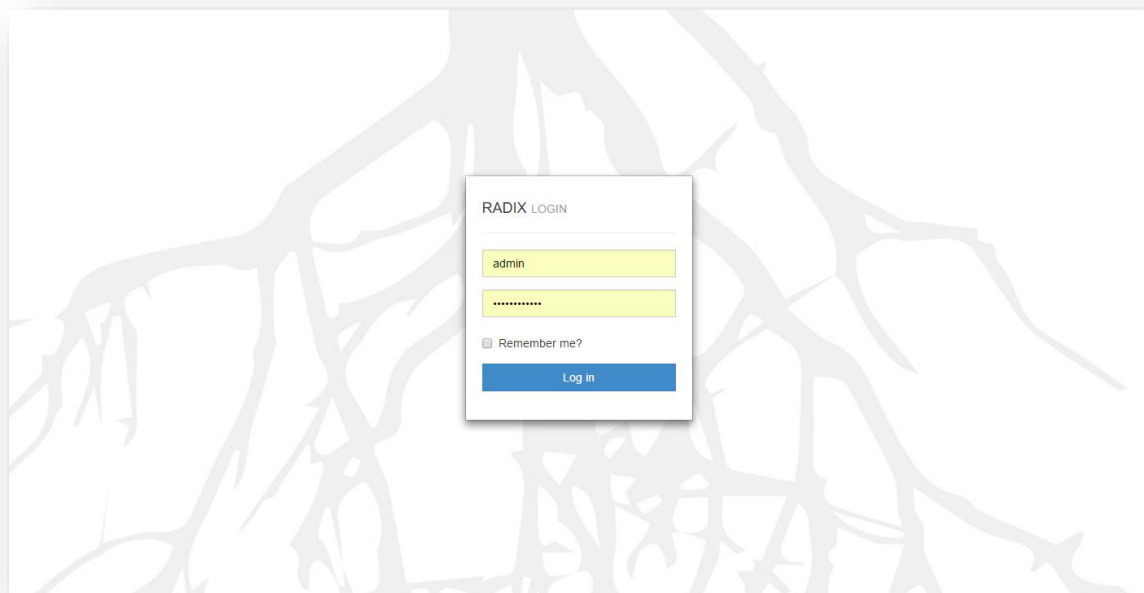 RADIX LOGIN
admin
••••••••••••
Remember me?
Log in